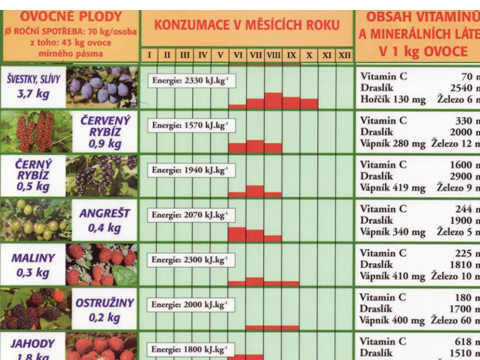 OVOCNÉ PLODY
Ø ROČNÍ SPOTŘEBA: 70 kg/osoba
z toho: 43 kg ovoce
mírného pásma
KONZUMACE V MĚSÍCÍCH ROKU
I II III IV V VI VII VIII IX X XI XII
OBSAH VITAMÍNŮ
A MINERÁLNÍCH LÁTE
V 1 kg OVOCE
ŠVESTKY, SLÍVY
3,7 kg
Energie: 2330 kJ.kg⁻¹
Vitamin C 70 m
Draslík 2540 m
Hořčík 130 mg Železo 6 m
ČERVENÝ
RYBÍZ
0,9 kg
Energie: 1570 kJ.kg⁻¹
Vitamin C 330 m
Draslík 2000 m
Vápník 280 mg Železo 12 m
ČERNÝ
RYBÍZ
0,5 kg
Energie: 1940 kJ.kg⁻¹
Vitamin C 1600 m
Draslík 2900 m
Vápník 419 mg Železo 9 m
ANGREŠT
0,4 kg
Energie: 2070 kJ.kg⁻¹
Vitamin C 244 m
Draslík 1900 m
Vápník 340 mg Železo 5 m
MALINY
0,3 kg
Energie: 2300 kJ.kg⁻¹
Vitamin C 225 m
Draslík 1810 m
Vápník 410 mg Železo 10 m
OSTRUŽINY
0,2 kg
Energie: 2000 kJ.kg⁻¹
Vitamin C 180 m
Draslík 1700 m
Vápník 400 mg Železo 60 m
JAHODY
1,8 kg
Energie: 1800 kJ.kg⁻¹
Vitamin C 618 m
Draslík 1510 m